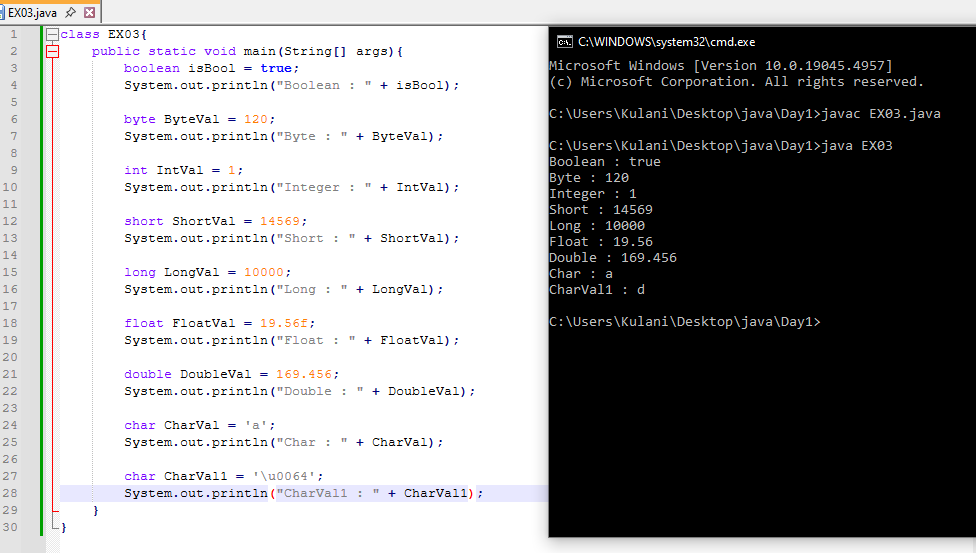 EX03.java
1 class EX03{
2 public static void main(String[] args){
3 boolean isBool = true;
4 System.out.println("Boolean : " + isBool);
5
6 byte ByteVal = 120;
7 System.out.println("Byte : " + ByteVal);
8
9 int IntVal = 1;
10 System.out.println("Integer : " + IntVal);
11
12 short ShortVal = 14569;
13 System.out.println("Short : " + ShortVal);
14
15 long LongVal = 10000;
16 System.out.println("Long : " + LongVal);
17
18 float FloatVal = 19.56f;
19 System.out.println("Float : " + FloatVal);
20
21 double DoubleVal = 169.456;
22 System.out.println("Double : " + DoubleVal);
23
24 char CharVal = 'a';
25 System.out.println("Char : " + CharVal);
26
27 char CharVal1 = '\u0064';
28 System.out.println("CharVal1 : " + CharVal1);
29 }
30 }
C:\WINDOWS\system32\cmd.exe
Microsoft Windows [Version 10.0.19045.4957]
(c) Microsoft Corporation. All rights reserved.

C:\Users\Kulani\Desktop\java\Day1>javac EX03.java

C:\Users\Kulani\Desktop\java\Day1>java EX03
Boolean : true
Byte : 120
Integer : 1
Short : 14569
Long : 10000
Float : 19.56
Double : 169.456
Char : a
CharVal1 : d

C:\Users\Kulani\Desktop\java\Day1>